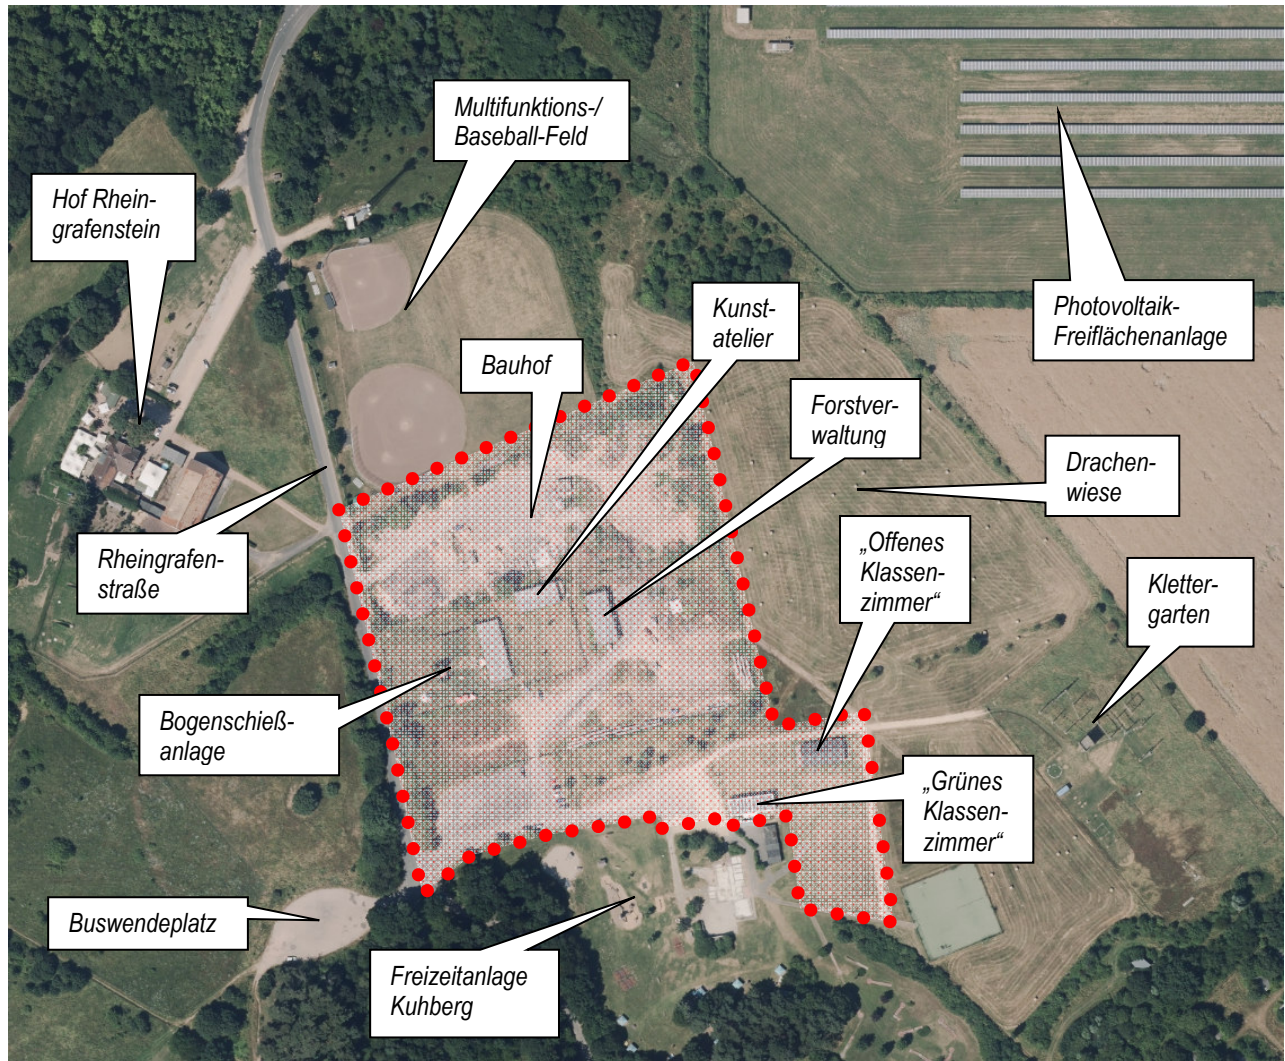 Multifunktions-/
Baseball-Feld
Hof Rhein-
grafenstein
Kunst-
atelier
Photovoltaik-
Freiflächenanlage
Bauhof
Forstver-
waltung
Drachen-
wiese
„Offenes
Klassen-
zimmer“
Rheingrafen-
straße
Kletter-
garten
Bogenschieß-
anlage
„Grünes
Klassen-
zimmer“
Buswendeplatz
Freizeitanlage
Kuhberg